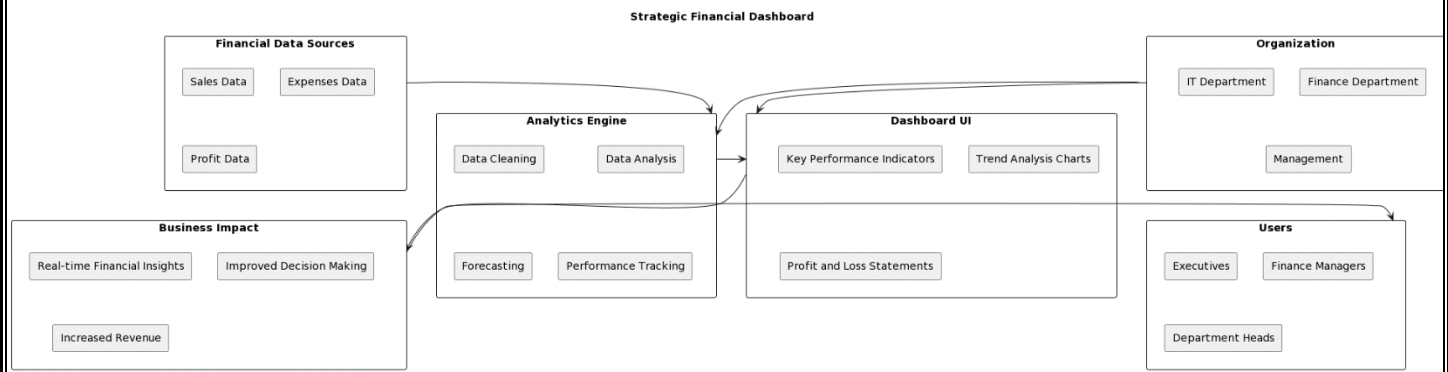 Strategic Financial Dashboard
Financial Data Sources
Sales Data
Expenses Data
Profit Data
Organization
IT Department
Finance Department
Management
Analytics Engine
Data Cleaning
Data Analysis
Forecasting
Performance Tracking
Dashboard UI
Key Performance Indicators
Trend Analysis Charts
Profit and Loss Statements
Business Impact
Real-time Financial Insights
Improved Decision Making
Increased Revenue
Users
Executives
Finance Managers
Department Heads